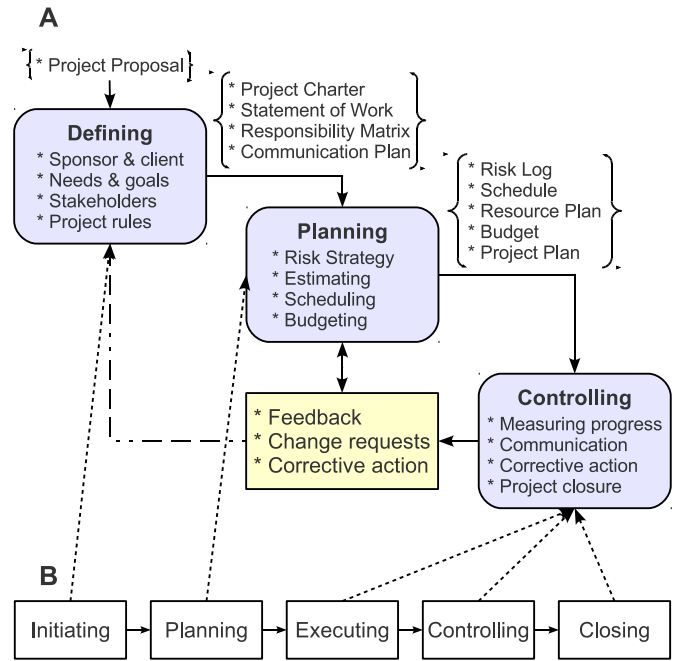 A
* Project Proposal
* Project Charter
* Statement of Work
* Responsibility Matrix
* Communication Plan
Defining
* Sponsor & client
* Needs & goals
* Stakeholders
* Project rules
* Risk Log
* Schedule
* Resource Plan
* Budget
* Project Plan
Planning
* Risk Strategy
* Estimating
* Scheduling
* Budgeting
Controlling
* Measuring progress
* Communication
* Corrective action
* Project closure
* Feedback
* Change requests
* Corrective action
B
Initiating
Planning
Executing
Controlling
Closing